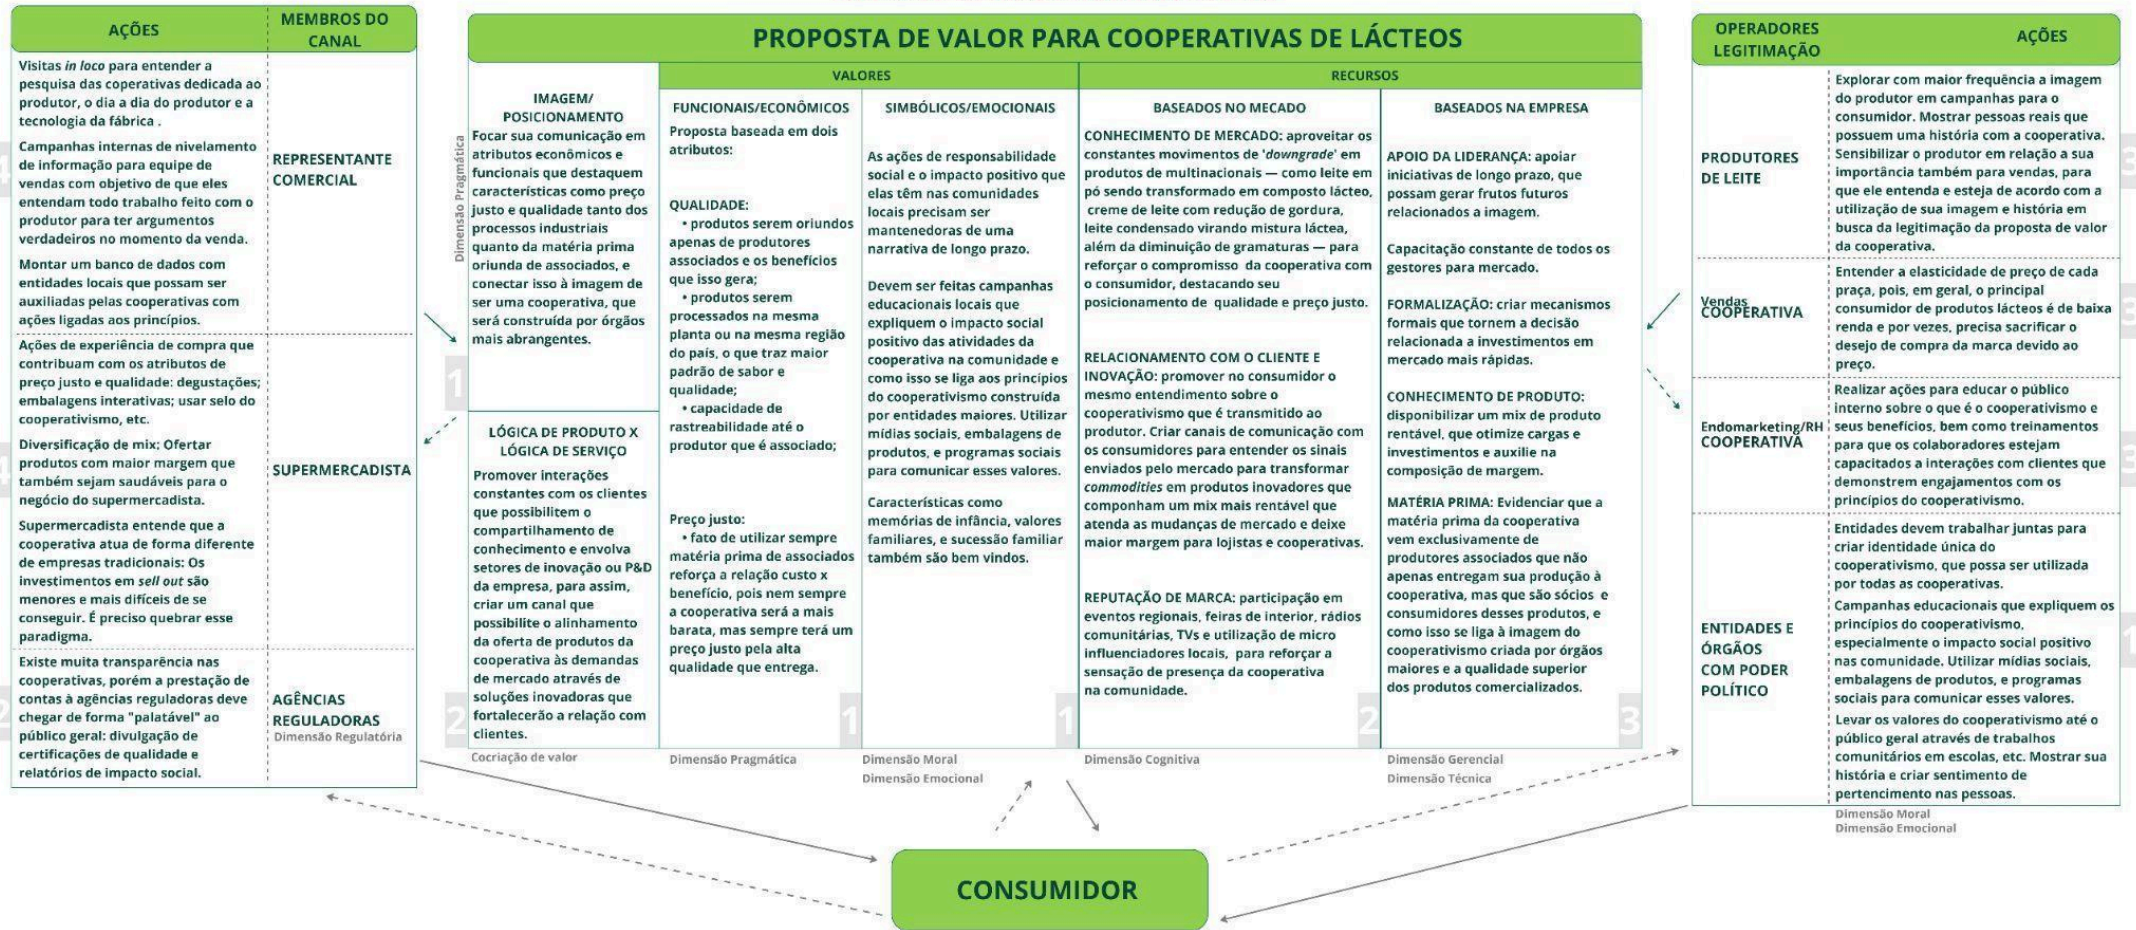 AÇÕES
MEMBROS DO
CANAL
Visitas in loco para entender a
pesquisa das coperativas dedicada ao
produtor, o dia a dia do produtor e a
tecnologia da fábrica .
Campanhas internas de nivelamento
de informação para equipe de
vendas com objetivo de que eles
entendam todo trabalho feito com o
produtor para ter argumentos
verdadeiros no momento da venda.
Montar um banco de dados com
entidades locais que possam ser
auxiliadas pelas cooperativas com
ações ligadas aos princípios.
REPRESENTANTE
COMERCIAL
Ações de experiência de compra que
contribuam com os atributos de
preço justo e qualidade: degustações;
embalagens interativas; usar selo do
cooperativismo, etc.
Diversificação de mix: Ofertar
produtos com maior margem que
também sejam saudáveis para o
negócio do supermercadista.
Supermercadista entende que a
cooperativa atua de forma diferente
de empresas tradicionais: Os
investimentos em sell out são
menores e mais difíceis de se
conseguir. É preciso quebrar esse
paradigma.
SUPERMERCADISTA
Existe muita transparência nas
cooperativas, porém a prestação de
contas à agências reguladoras deve
chegar de forma "palatável" ao
público geral: divulgação de
certificações de qualidade e
relatórios de impacto social.
AGÊNCIAS
REGULADORAS
Dimensão Regulatória
PROPOSTA DE VALOR PARA COOPERATIVAS DE LÁCTEOS
VALORES
RECURSOS
Dimensão Pragmática
IMAGEM/
POSICIONAMENTO
Focar sua comunicação em
atributos econômicos e
funcionais que destaquem
características como preço
justo e qualidade tanto dos
processos industriais
quanto da matéria prima
oriunda de associados, e
conectar isso à imagem de
ser uma cooperativa, que
será construída por órgãos
mais abrangentes.
1
LÓGICA DE PRODUTO X
LÓGICA DE SERVIÇO
Promover interações
constantes com os clientes
que possibilitem o
compartilhamento de
conhecimento e envolva
setores de inovação ou P&D
da empresa, para assim,
criar um canal que
possibilite o alinhamento
da oferta de produtos da
cooperativa às demandas
de mercado através de
soluções inovadoras que
fortalecerão a relação com
clientes.
2
Cocriação de valor
FUNCIONAIS/ECONÔMICOS
Proposta baseada em dois
atributos:
QUALIDADE:
• produtos serem oriundos
apenas de produtores
associados e os benefícios
que isso gera;
• produtos serem
processados na mesma
planta ou na mesma região
do país, o que traz maior
padrão de sabor e
qualidade;
• capacidade de
rastreabilidade até o
produtor que é associado;
Preço justo:
• fato de utilizar sempre
matéria prima de associados
reforça a relação custo x
benefício, pois nem sempre
a cooperativa será a mais
barata, mas sempre terá um
preço justo pela alta
qualidade que entrega.
1
Dimensão Pragmática
SIMBÓLICOS/EMOCIONAIS
As ações de responsabilidade
social e o impacto positivo que
elas têm nas comunidades
locais precisam ser
mantenedoras de uma
narrativa de longo prazo.
Devem ser feitas campanhas
educacionais locais que
expliquem o impacto social
positivo das atividades da
cooperativa na comunidade e
como isso se liga aos princípios
do cooperativismo construída
por entidades maiores. Utilizar
mídias sociais, embalagens de
produtos, e programas sociais
para comunicar esses valores.
Características como
memórias de infância, valores
familiares, e sucessão familiar
também são bem vindos.
1
Dimensão Moral
Dimensão Emocional
BASEADOS NO MECADO
CONHECIMENTO DE MERCADO: aproveitar os
constantes movimentos de 'downgrade' em
produtos de multinacionais — como leite em
pó sendo transformado em composto lácteo,
creme de leite com redução de gordura,
leite condensado virando mistura láctea,
além da diminuição de gramaturas — para
reforçar o compromisso da cooperativa com
o consumidor, destacando seu
posicionamento de qualidade e preço justo.
RELACIONAMENTO COM O CLIENTE E
INOVAÇÃO: promover no consumidor o
mesmo entendimento sobre o
cooperativismo que é transmitido ao
produtor. Criar canais de comunicação com
os consumidores para entender os sinais
enviados pelo mercado para transformar
commodities em produtos inovadores que
componham um mix mais rentável que
atenda as mudanças de mercado e deixe
maior margem para lojistas e cooperativas.
REPUTAÇÃO DE MARCA: participação em
eventos regionais, feiras de interior, rádios
comunitárias, TVs e utilização de micro
influenciadores locais, para reforçar a
sensação de presença da cooperativa
na comunidade.
2
Dimensão Cognitiva
BASEADOS NA EMPRESA
APOIO DA LIDERANÇA: apoiar
iniciativas de longo prazo, que
possam gerar frutos futuros
relacionados a imagem.
Capacitação constante de todos os
gestores para mercado.
FORMALIZAÇÃO: criar mecanismos
formais que tornem a decisão
relacionada a investimentos em
mercado mais rápidas.
CONHECIMENTO DE PRODUTO:
disponibilizar um mix de produto
rentável, que otimize cargas e
investimentos e auxilie na
composição de margem.
MATÉRIA PRIMA: Evidenciar que a
matéria prima da cooperativa
vem exclusivamente de
produtores associados que não
apenas entregam sua produção à
cooperativa, mas que são sócios e
consumidores desses produtos, e
como isso se liga à imagem do
cooperativismo criada por órgãos
maiores e a qualidade superior
dos produtos comercializados.
3
Dimensão Gerencial
Dimensão Técnica
OPERADORES
LEGITIMAÇÃO
AÇÕES
PRODUTORES
DE LEITE
Explorar com maior frequência a imagem
do produtor em campanhas para o
consumidor. Mostrar pessoas reais que
possuem uma história com a cooperativa.
Sensibilizar o produtor em relação a sua
importância também para vendas, para
que ele entenda e esteja de acordo com a
utilização de sua imagem e história em
busca da legitimação da proposta de valor
da cooperativa.
Vendas
COOPERATIVA
Entender a elasticidade de preço de cada
praça, pois, em geral, o principal
consumidor de produtos lácteos é de baixa
renda e por vezes, precisa sacrificar o
desejo de compra da marca devido ao
preço.
Endomarketing/RH
COOPERATIVA
Realizar ações para educar o público
interno sobre o que é o cooperativismo e
seus benefícios, bem como treinamentos
para que os colaboradores estejam
capacitados a interações com clientes que
demonstrem engajamentos com os
princípios do cooperativismo.
ENTIDADES E
ÓRGÃOS
COM PODER
POLÍTICO
Entidades devem trabalhar juntas para
criar identidade única do
cooperativismo, que possa ser utilizada
por todas as cooperativas.
Campanhas educacionais que expliquem os
princípios do cooperativismo,
especialmente o impacto social positivo
nas comunidade. Utilizar mídias sociais,
embalagens de produtos, e programas
sociais para comunicar esses valores.
Levar os valores do cooperativismo até o
público geral através de trabalhos
comunitários em escolas, etc. Mostrar sua
história e criar sentimento de
pertencimento nas pessoas.
Dimensão Moral
Dimensão Emocional
CONSUMIDOR